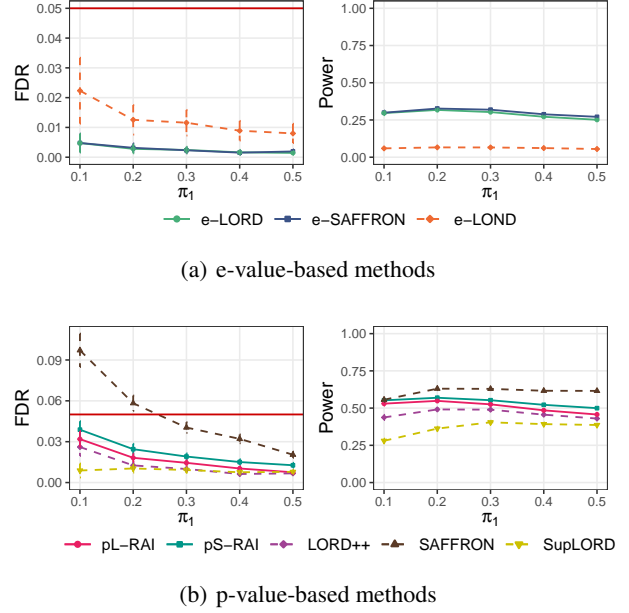 FDR
0.05
0.04
0.03
0.02
0.01
0.00
0.1 0.2 0.3 0.4 0.5
π1
Power
1.00
0.75
0.50
0.25
0.00
0.1 0.2 0.3 0.4 0.5
π1
e−LORD e−SAFFRON e−LOND
(a) e-value-based methods
FDR
0.09
0.06
0.03
0.00
0.1 0.2 0.3 0.4 0.5
π1
Power
1.00
0.75
0.50
0.25
0.00
0.1 0.2 0.3 0.4 0.5
π1
pL−RAI pS−RAI LORD++ SAFFRON SupLORD
(b) p-value-based methods